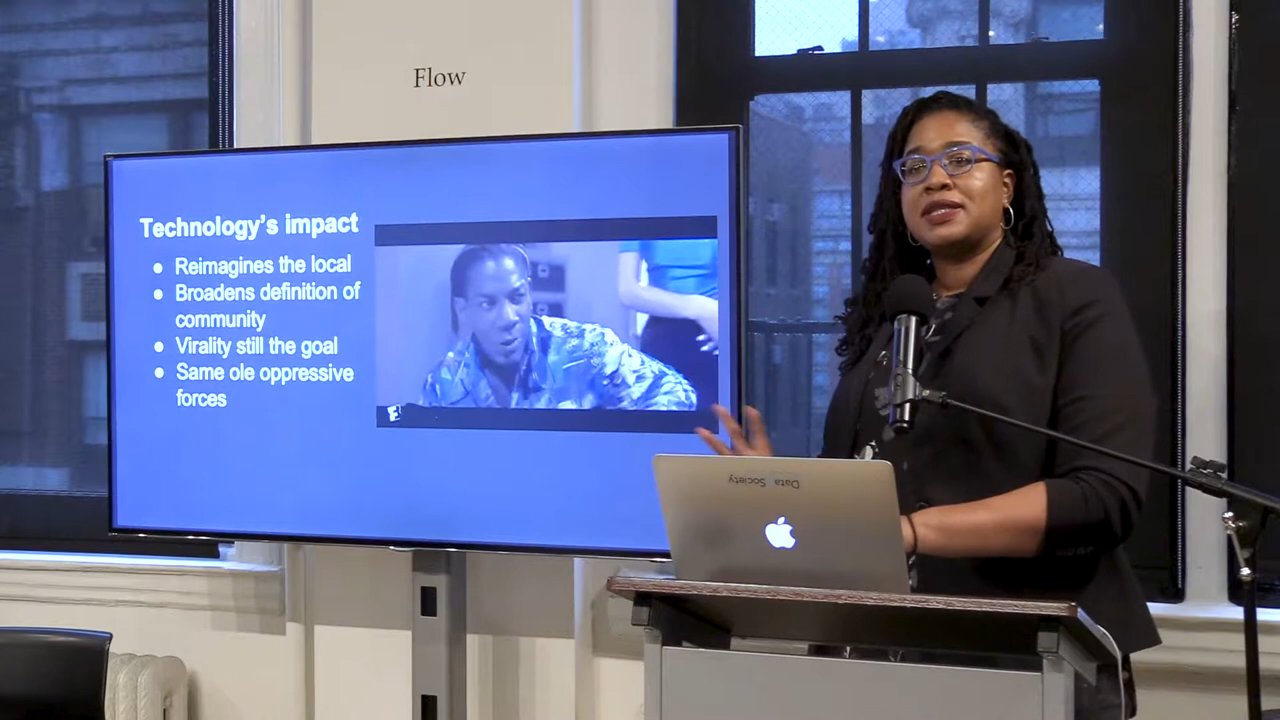 Flow
Technology's impact
• Reimagines the local
• Broadens definition of
community
• Virality still the goal
• Same ole oppressive
forces
E!
Data Society